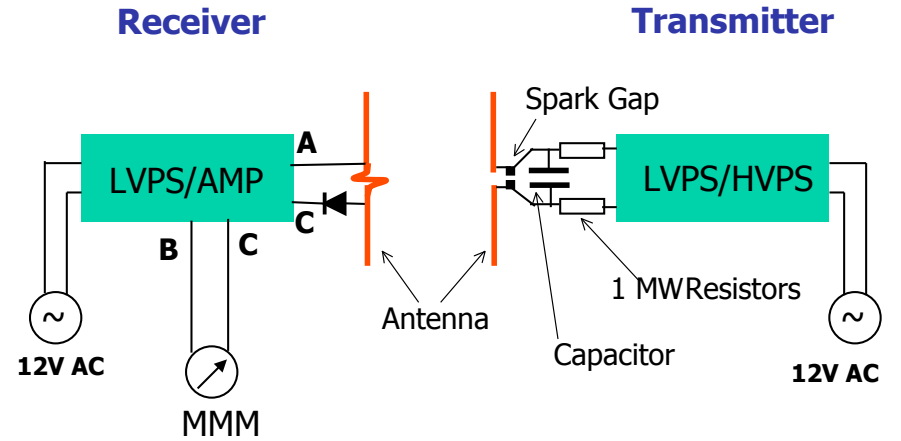 Receiver
Transmitter
Spark Gap
A
LVPS/AMP
LVPS/HVPS
C
B
C
1 MWResistors
~
Antenna
~
12V AC
Capacitor
12V AC
MMM